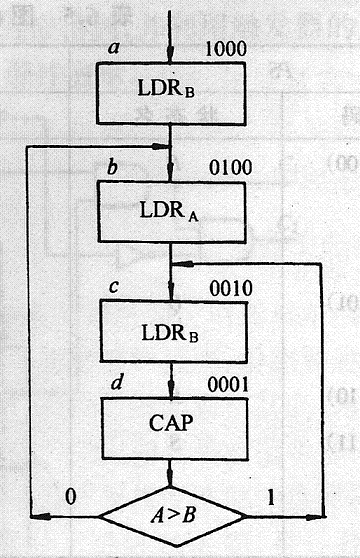 a 1000
LDR_B
b 0100
LDR_A
c 0010
LDR_B
d 0001
CAP
0 A>B 1